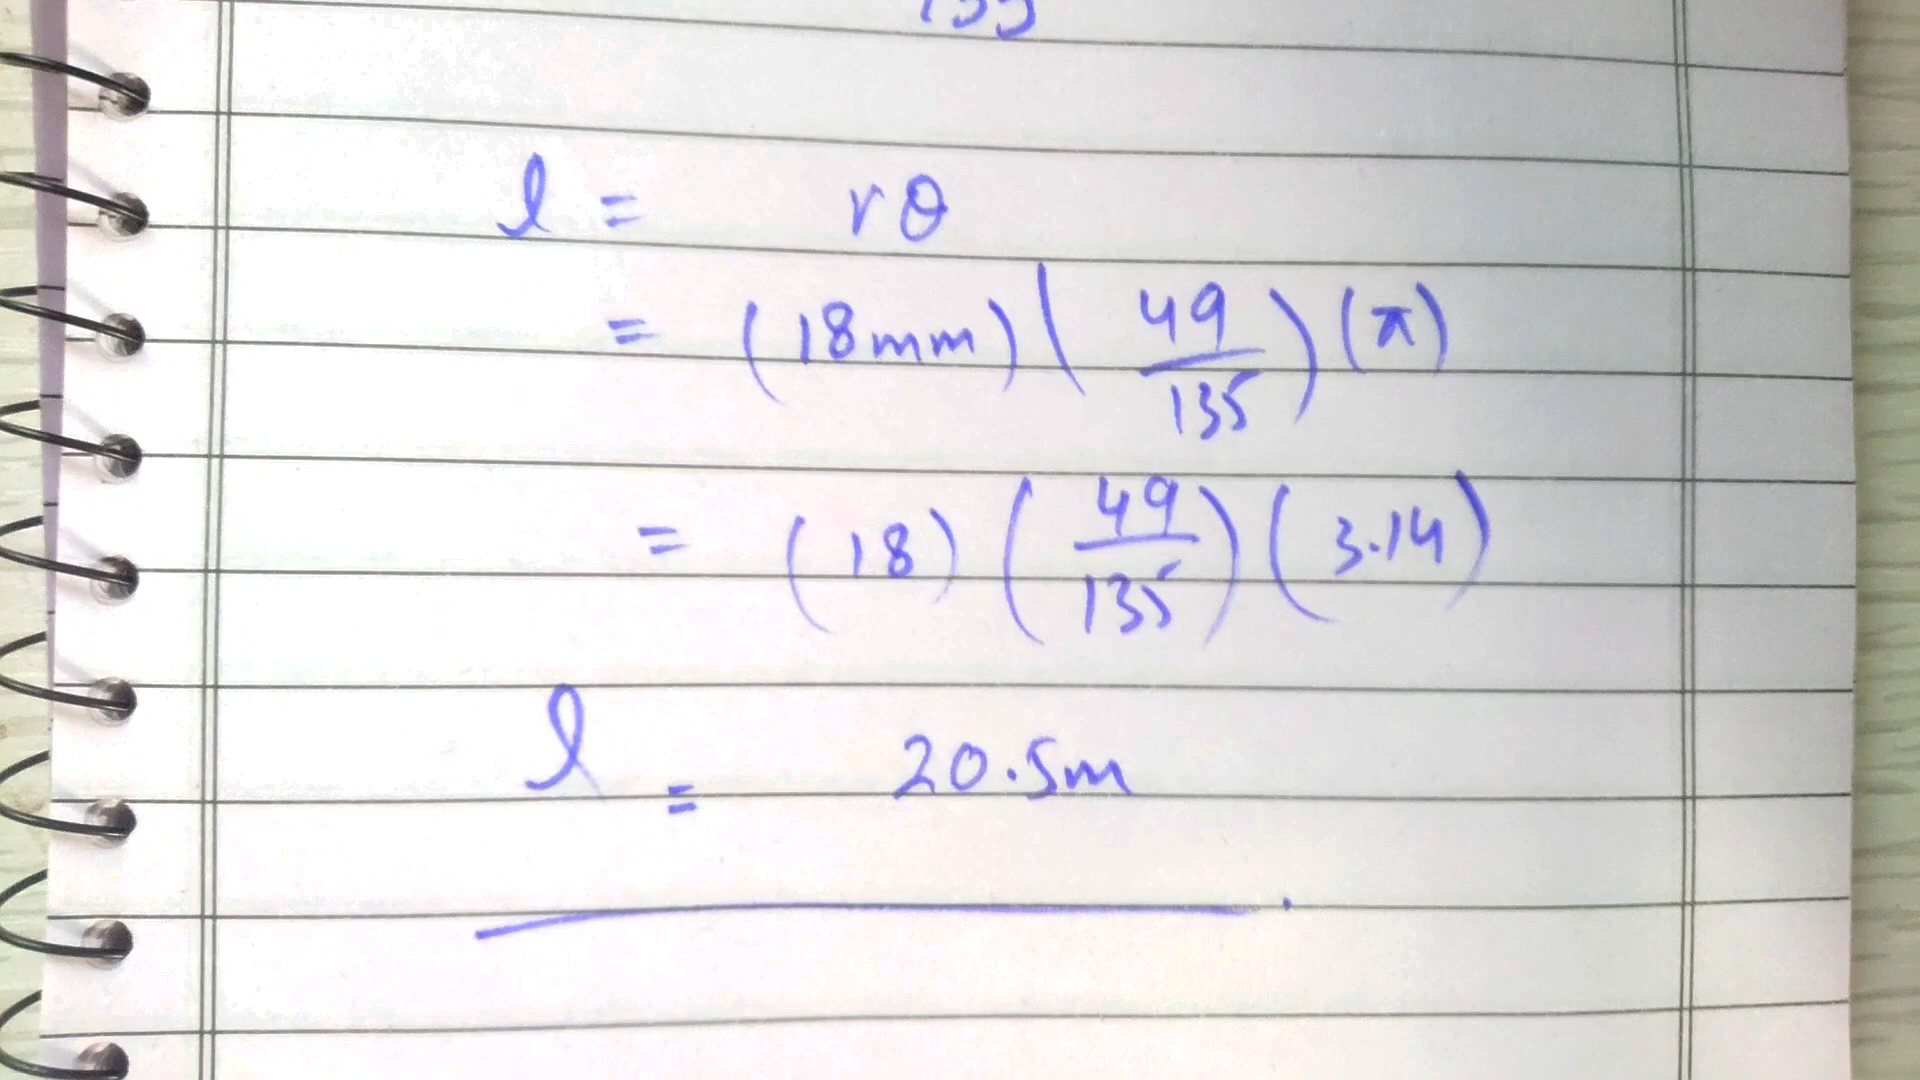 l = rθ
= (18mm) (49/135) (π)
= (18) (49/135) (3.14)
l = 20.5m